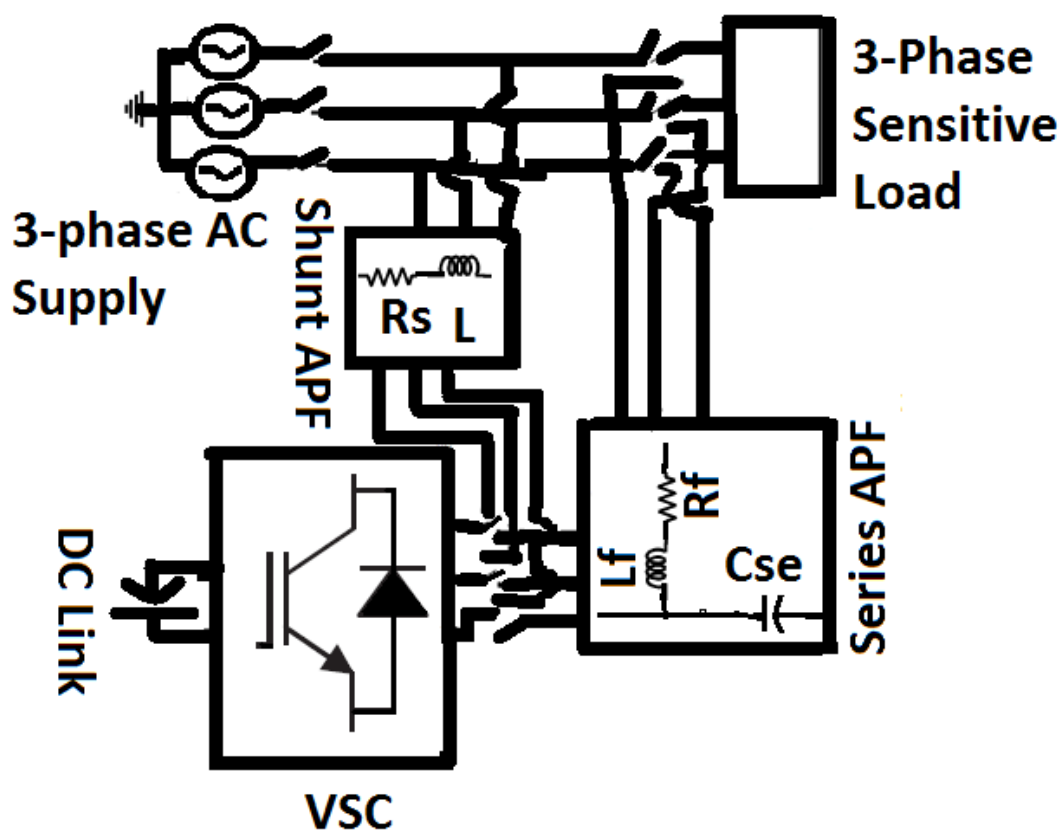 3-Phase
Sensitive
Load
3-phase AC
Supply
Shunt APF
Rs
L
Series APF
Rf
Lf
Cse
DC Link
VSC